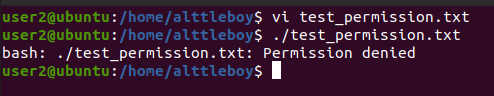 user2@ubuntu:/home/alttleboy$ vi test_permission.txt
user2@ubuntu:/home/alttleboy$ ./test_permission.txt
bash: ./test_permission.txt: Permission denied
user2@ubuntu:/home/alttleboy$